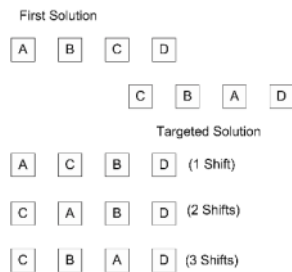 First Solution
A B C D
C B A D
Targeted Solution
A C B D (1 Shift)
C A B D (2 Shifts)
C B A D (3 Shifts)